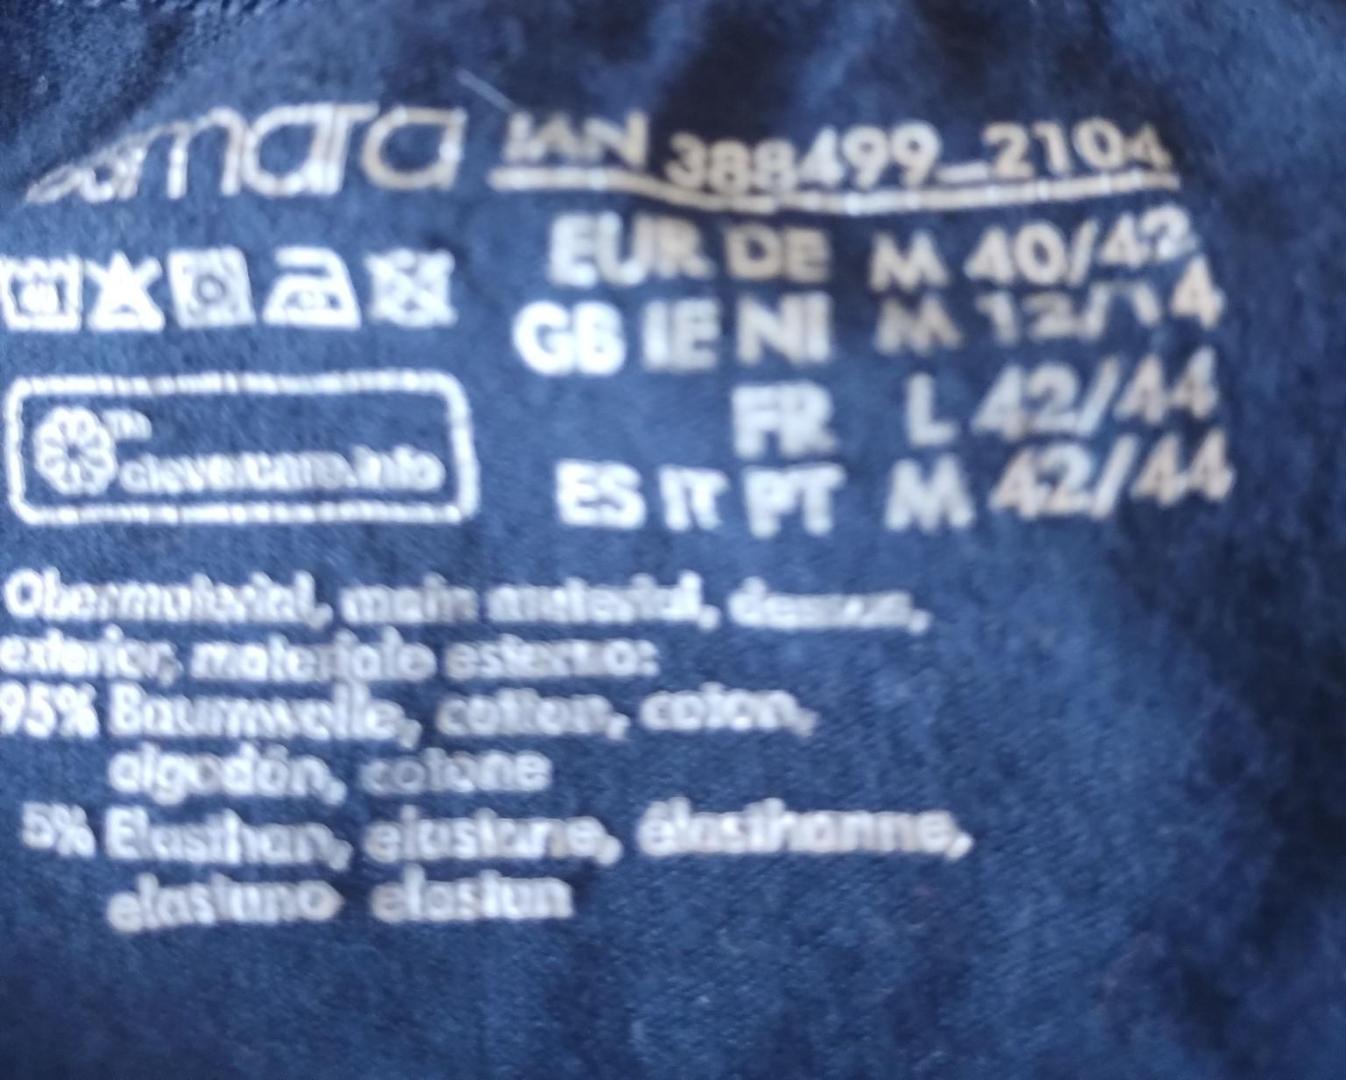 esmara IAN 388499_2104
EUR DE M 40/42
GB IE NI M 12/14
FR L 42/44
ES IT PT M 42/44
40
TM
clevercare.info
Obermaterial, main material, dessus,
exterior, materiale esterno:
95% Baumwolle, cotton, coton,
algodón, cotone
5% Elasthan, elastane, élasthanne,
elastano elastan